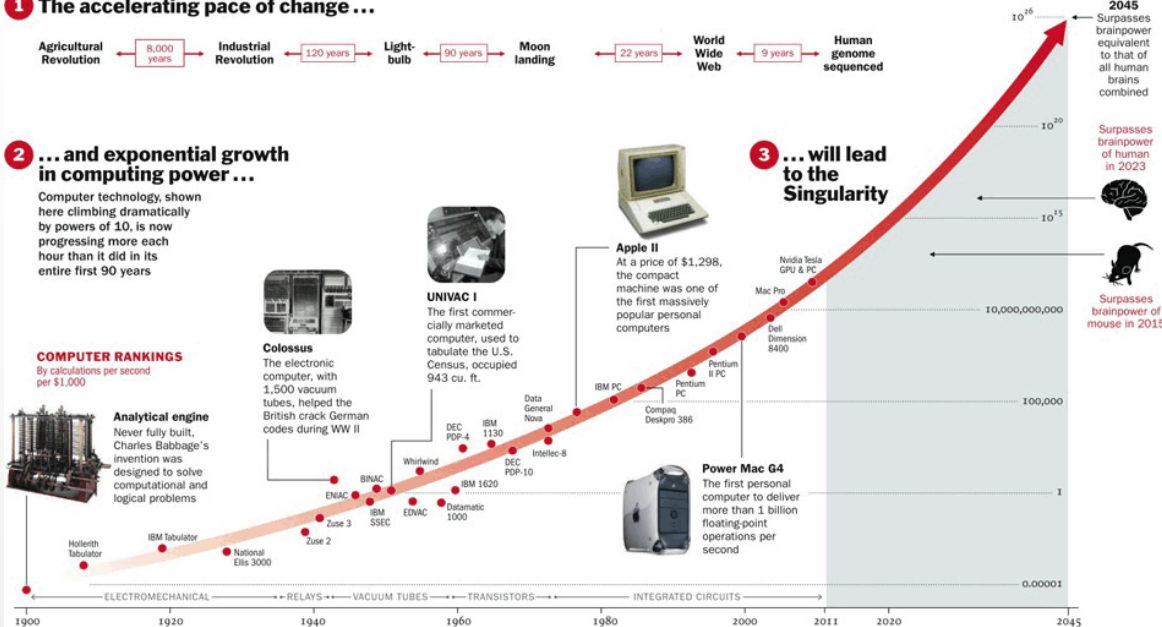 1 The accelerating pace of change ...
Agricultural
Revolution
8,000
years
Industrial
Revolution
120 years
Light-
bulb
90 years
Moon
landing
22 years
World
Wide
Web
9 years
Human
genome
sequenced
2 ... and exponential growth
in computing power ...
Computer technology, shown
here climbing dramatically
by powers of 10, is now
progressing more each
hour than it did in its
entire first 90 years
COMPUTER RANKINGS
By calculations per second
per $1,000
Analytical engine
Never fully built,
Charles Babbage's
invention was
designed to solve
computational and
logical problems
Colossus
The electronic
computer, with
1,500 vacuum
tubes, helped the
British crack German
codes during WW II
UNIVAC I
The first commer-
cially marketed
computer, used to
tabulate the U.S.
Census, occupied
943 cu. ft.
Apple II
At a price of $1,298,
the compact
machine was one of
the first massively
popular personal
computers
Power Mac G4
The first personal
computer to deliver
more than 1 billion
floating-point
operations per
second
3 ... will lead
to the
Singularity
2045
Surpasses
brainpower
equivalent
to that of
all human
brains
combined
Surpasses
brainpower
of human
in 2023
Surpasses
brainpower of
mouse in 2015
10²⁶
10²⁰
10¹⁵
10,000,000,000
100,000
1
0.00001
Hollerith
Tabulator
IBM Tabulator
National
Ellis 3000
Zuse 2
Zuse 3
ENIAC
BINAC
IBM
SSEC
Whirlwind
EDVAC
Datamatic
1000
IBM 1620
DEC
PDP-4
IBM
1130
DEC
PDP-10
Data
General
Nova
Intellec-8
IBM PC
Compaq
Deskpro 386
Pentium
PC
Pentium
II PC
Dell
Dimension
8400
Mac Pro
Nvidia Tesla
GPU & PC
ELECTROMECHANICAL
RELAYS
VACUUM TUBES
TRANSISTORS
INTEGRATED CIRCUITS
1900
1920
1940
1960
1980
2000
2011
2020
2045